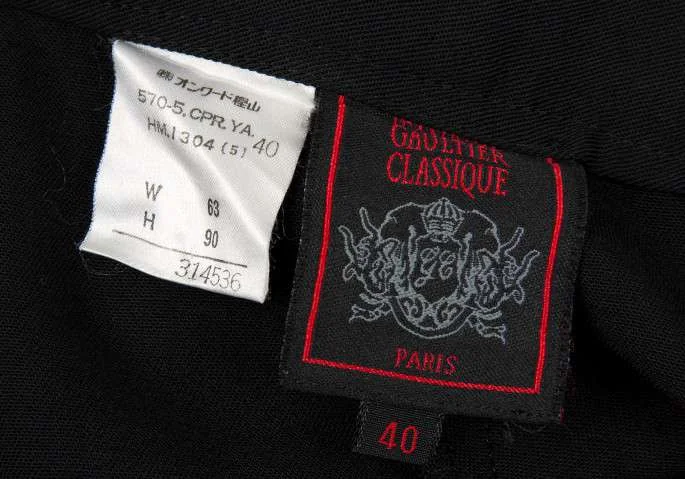 ㈱オンワード樫山
570-5.CPR.YA.
HM.1304(5) 40
W 63
H 90
314536
GAULTIER
CLASSIQUE
GC
PARIS
40